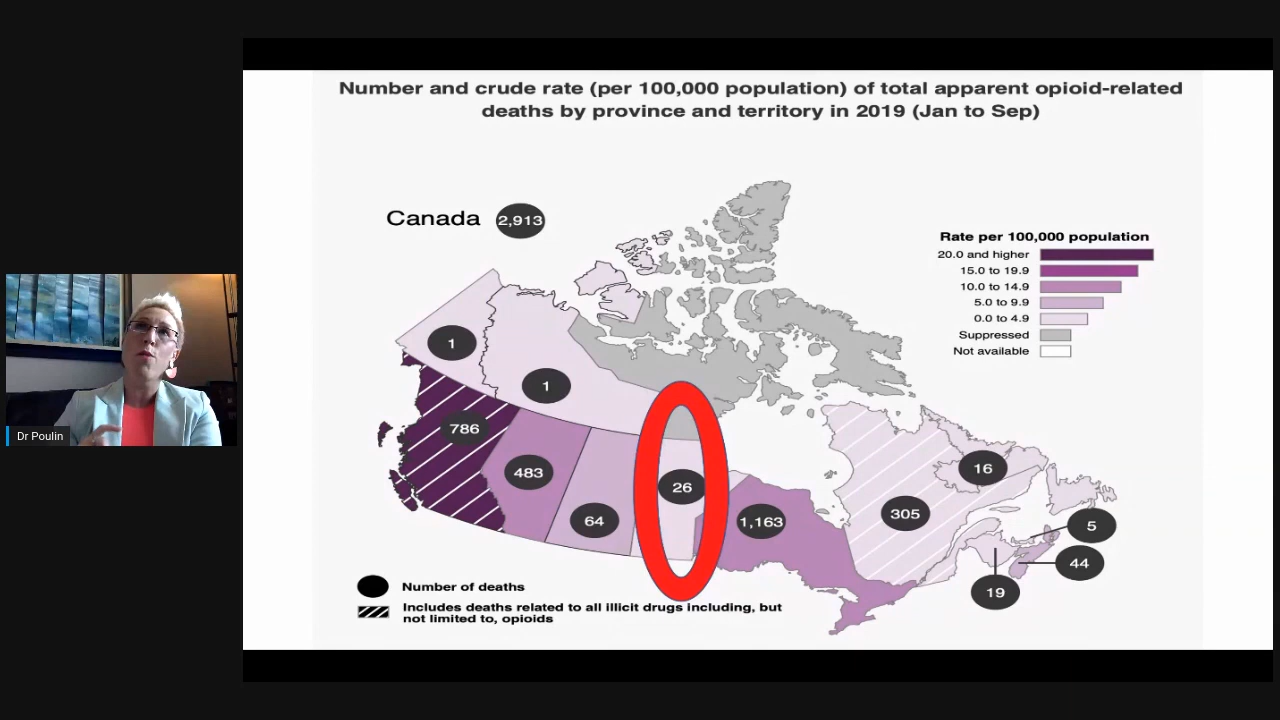 Number and crude rate (per 100,000 population) of total apparent opioid-related
deaths by province and territory in 2019 (Jan to Sep)
Canada 2,913
Rate per 100,000 population
20.0 and higher
15.0 to 19.9
10.0 to 14.9
5.0 to 9.9
0.0 to 4.9
Suppressed
Not available
1
1
786
483
64
26
1,163
305
16
5
44
19
Number of deaths
Includes deaths related to all illicit drugs including, but
not limited to, opioids
Dr Poulin